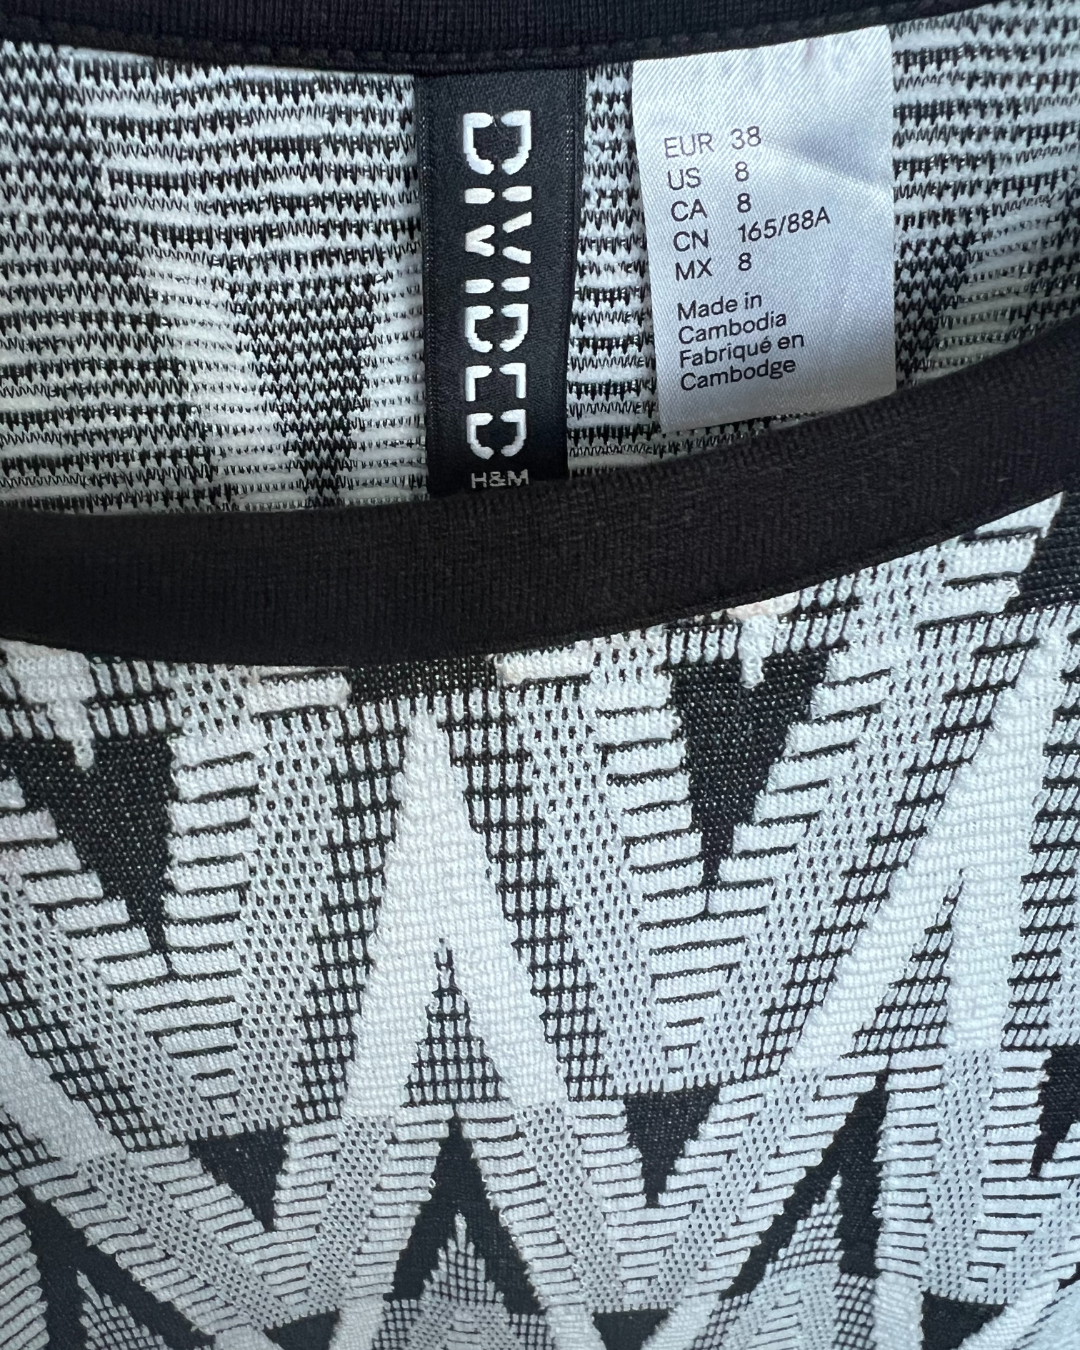 DIVIDED
H&M
EUR 38
US 8
CA 8
CN 165/88A
MX 8
Made in
Cambodia
Fabriqué en
Cambodge